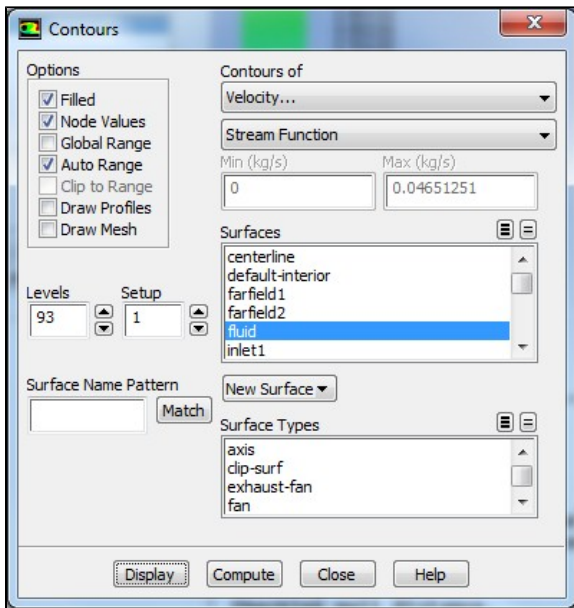 Contours
Options
Filled
Node Values
Global Range
Auto Range
Clip to Range
Draw Profiles
Draw Mesh
Levels Setup
93 1
Surface Name Pattern
Match
Contours of
Velocity...
Stream Function
Min (kg/s) Max (kg/s)
0 0.04651251
Surfaces
centerline
default-interior
farfield1
farfield2
fluid
inlet1
New Surface
Surface Types
axis
clip-surf
exhaust-fan
fan
Display Compute Close Help